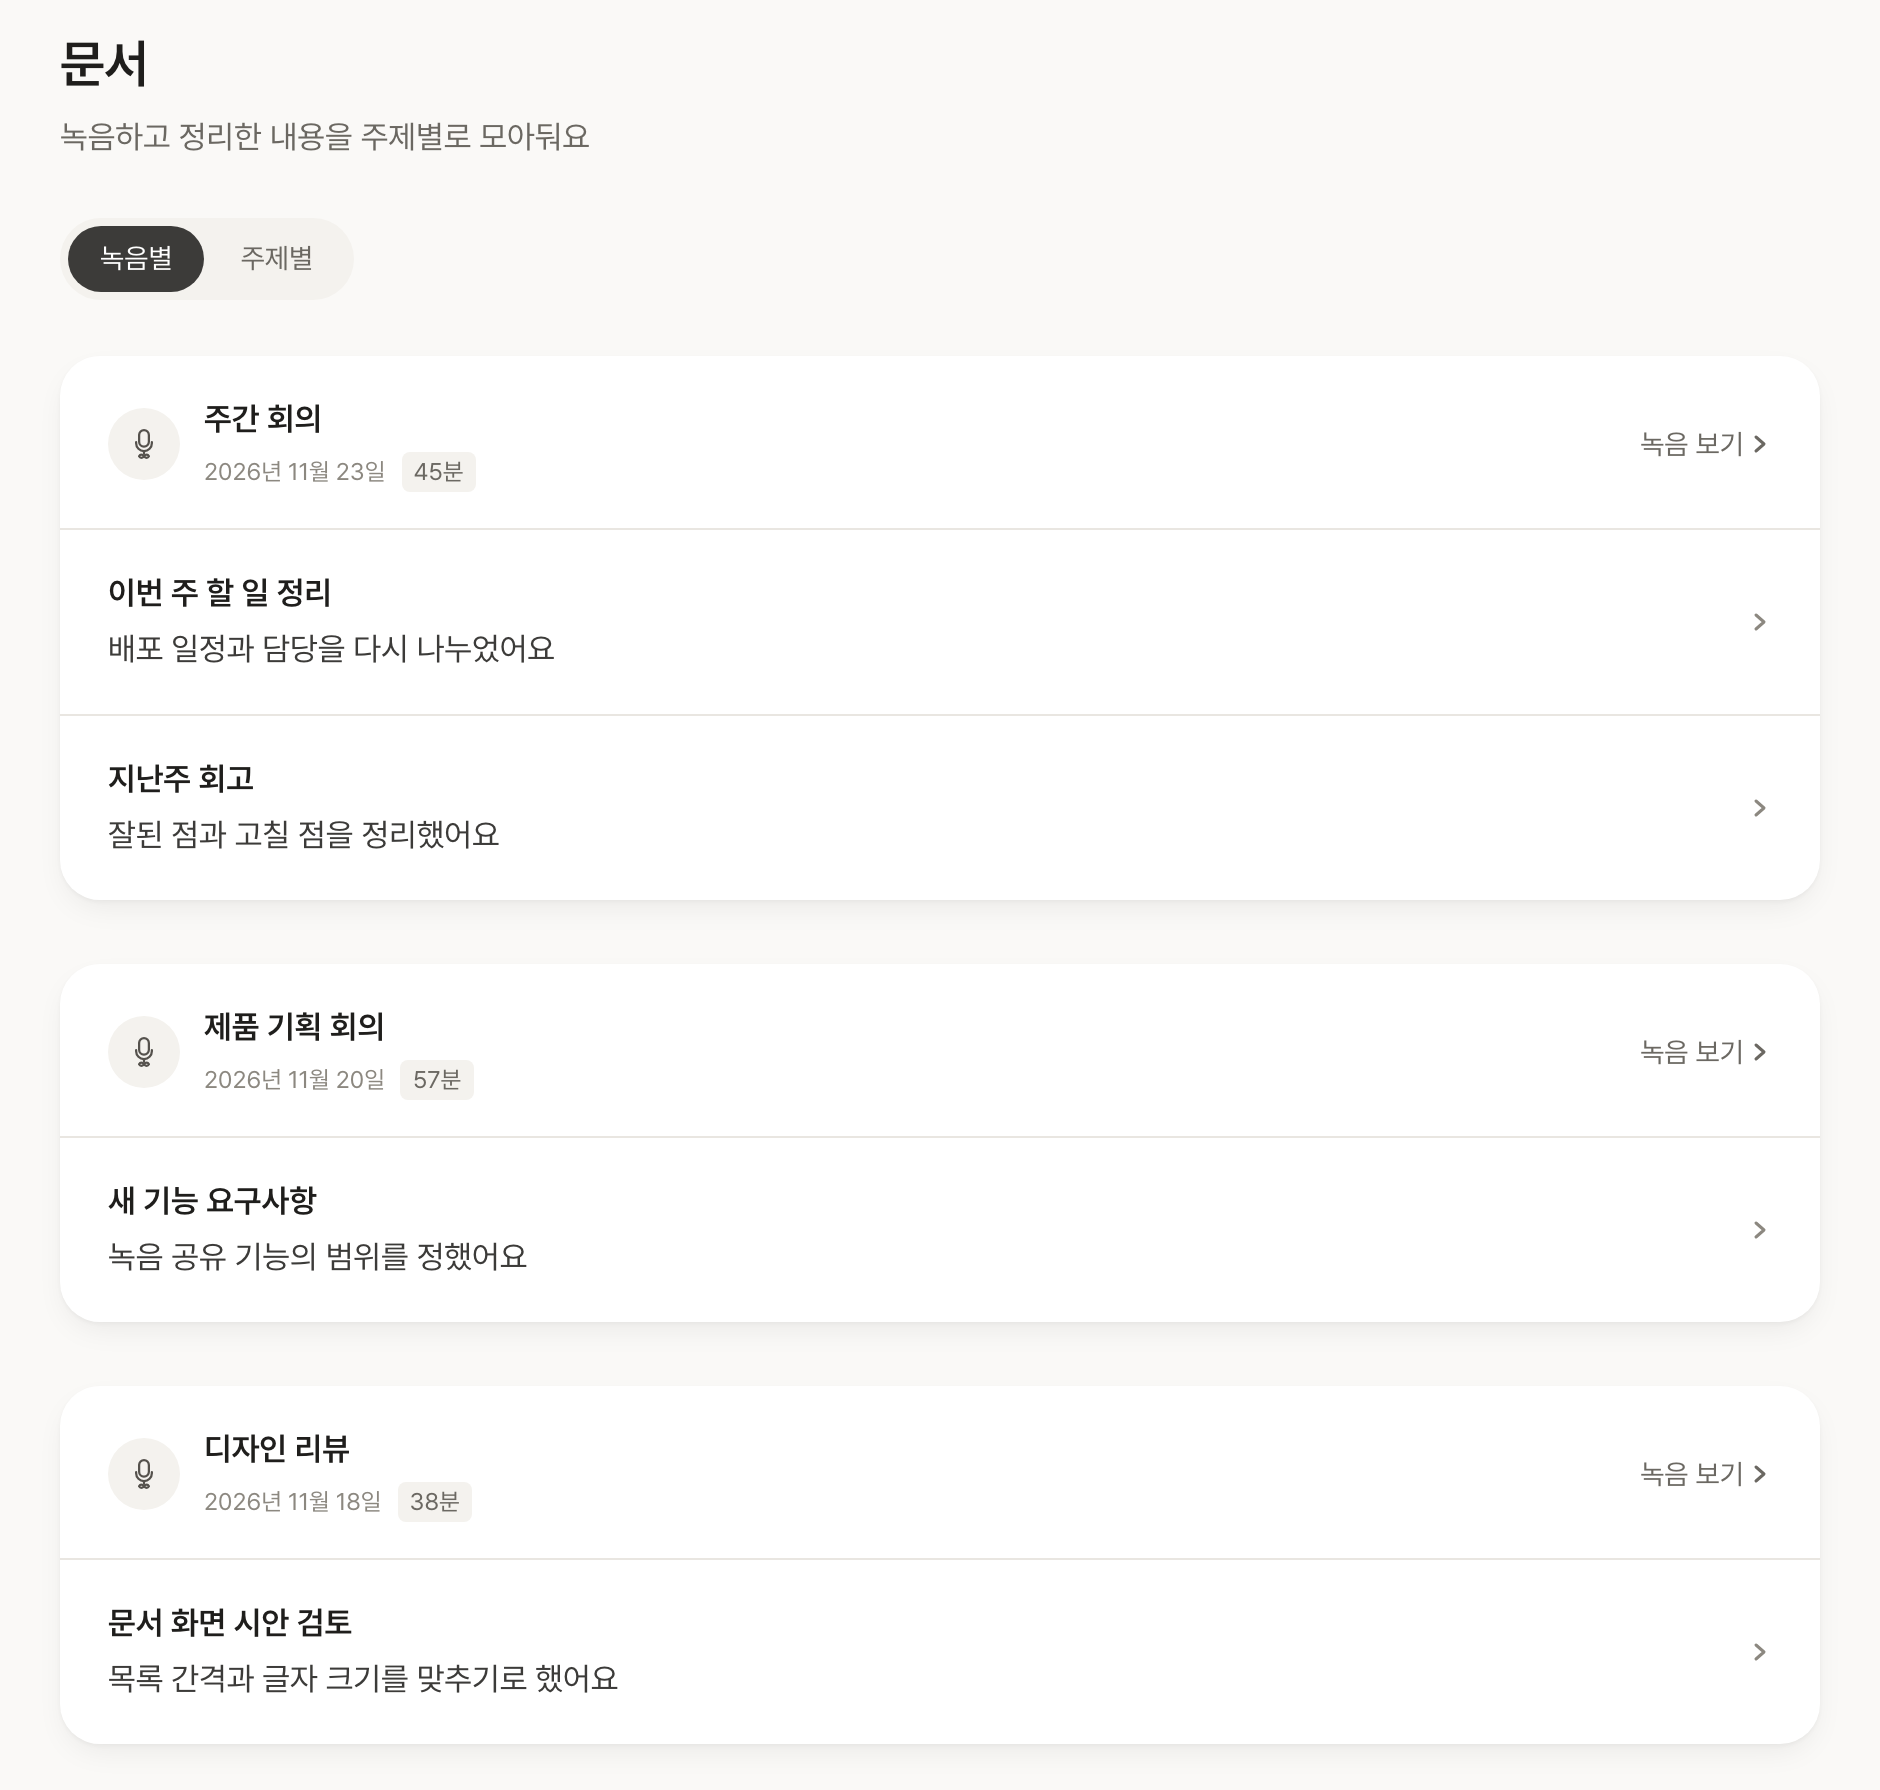 문서
녹음하고 정리한 내용을 주제별로 모아둬요
녹음별 주제별
주간 회의
2026년 11월 23일 45분
녹음 보기
이번 주 할 일 정리
배포 일정과 담당을 다시 나누었어요
지난주 회고
잘된 점과 고칠 점을 정리했어요
제품 기획 회의
2026년 11월 20일 57분
녹음 보기
새 기능 요구사항
녹음 공유 기능의 범위를 정했어요
디자인 리뷰
2026년 11월 18일 38분
녹음 보기
문서 화면 시안 검토
목록 간격과 글자 크기를 맞추기로 했어요